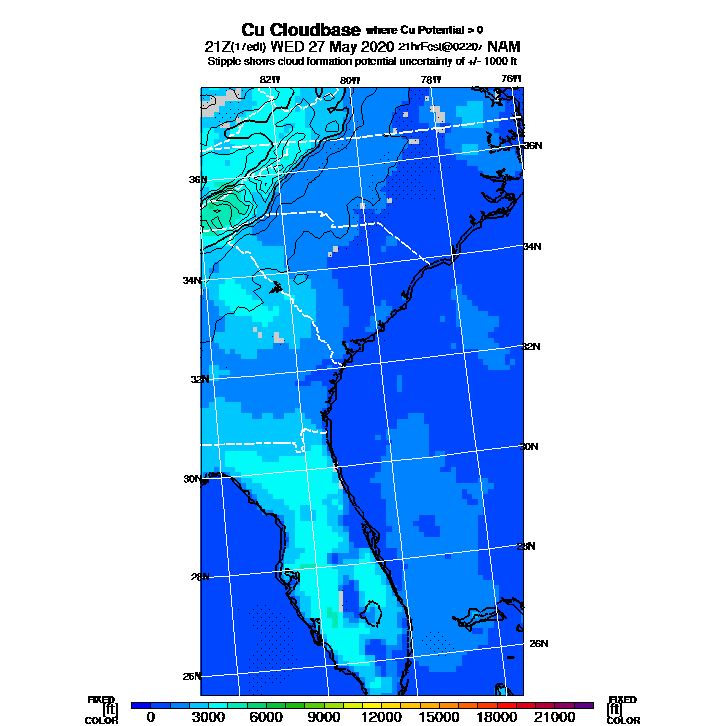 Cu Cloudbase where Cu Potential > 0
21Z(17edt) WED 27 May 2020 21hrFcst@0220z NAM
Stipple shows cloud formation potential uncertainty of +/- 1000 ft
82W 80W 78W 76W
36N 36N
34N 34N
32N 32N
30N 30N
28N 28N
26N 26N
FIXED FIXED
[ft] 0 3000 6000 9000 12000 15000 18000 21000 [ft]
COLOR COLOR